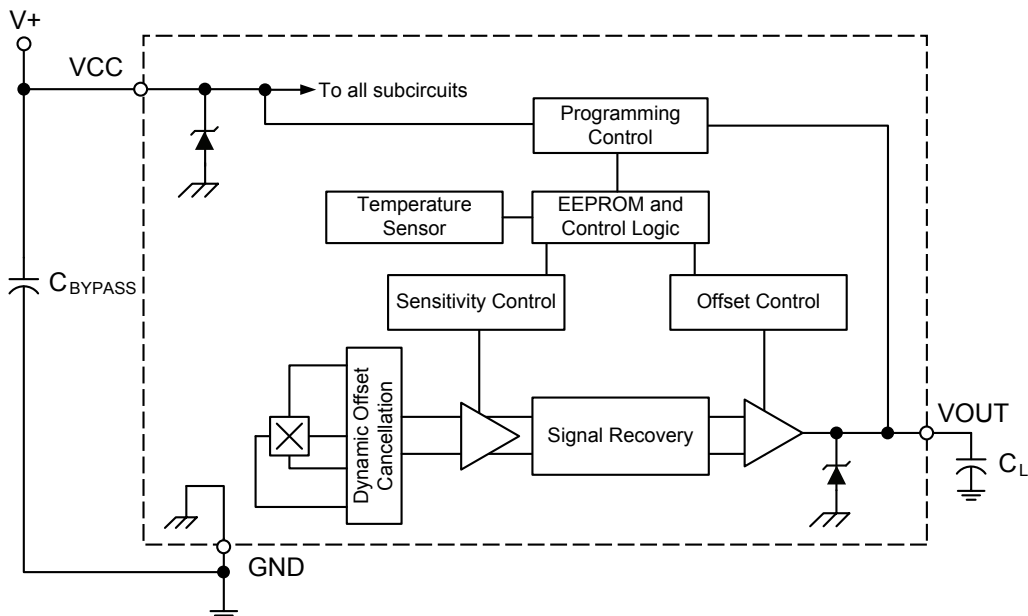 V+
VCC
To all subcircuits
Programming
Control
Temperature
Sensor
EEPROM and
Control Logic
CBYPASS
Sensitivity Control
Offset Control
Dynamic Offset
Cancellation
Signal Recovery
VOUT
CL
GND